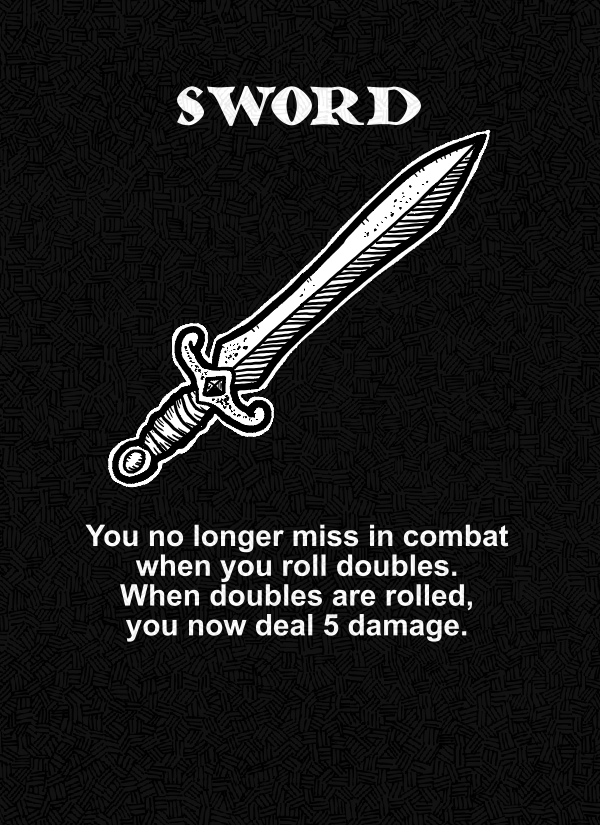 SWORD
You no longer miss in combat
when you roll doubles.
When doubles are rolled,
you now deal 5 damage.